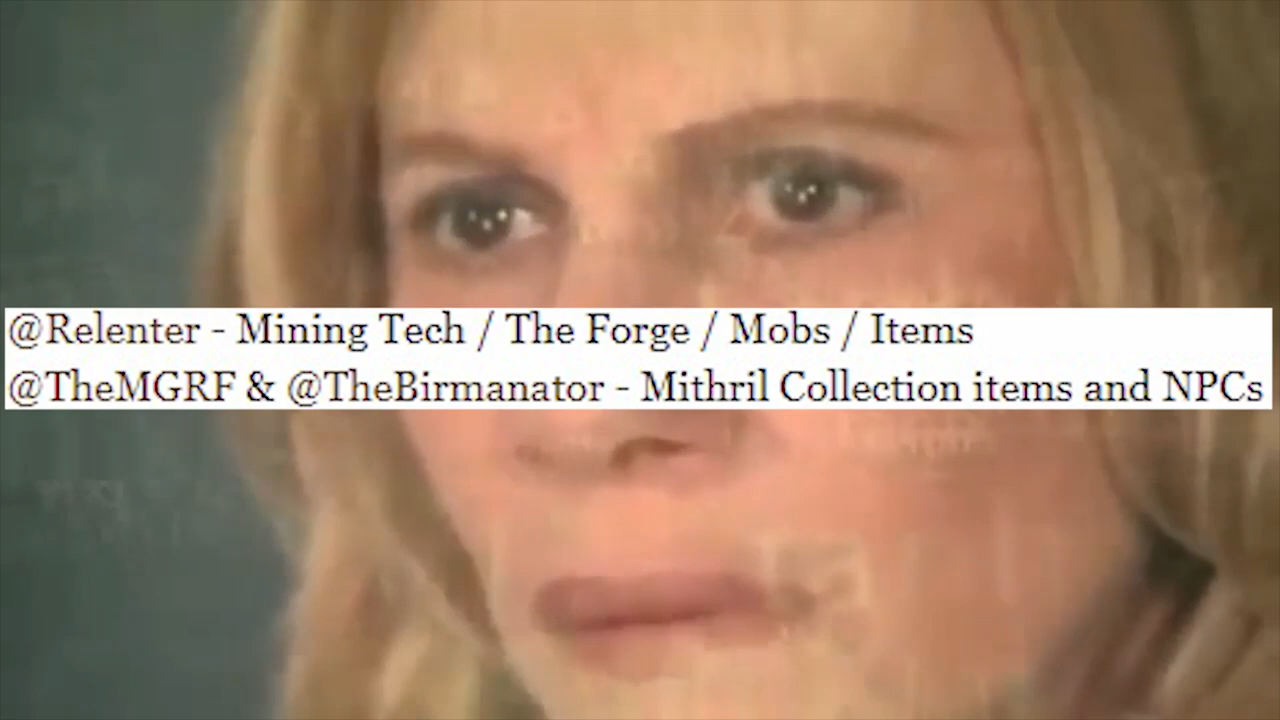 @Relenter - Mining Tech / The Forge / Mobs / Items
@TheMGRF & @TheBirmanator - Mithril Collection items and NPCs